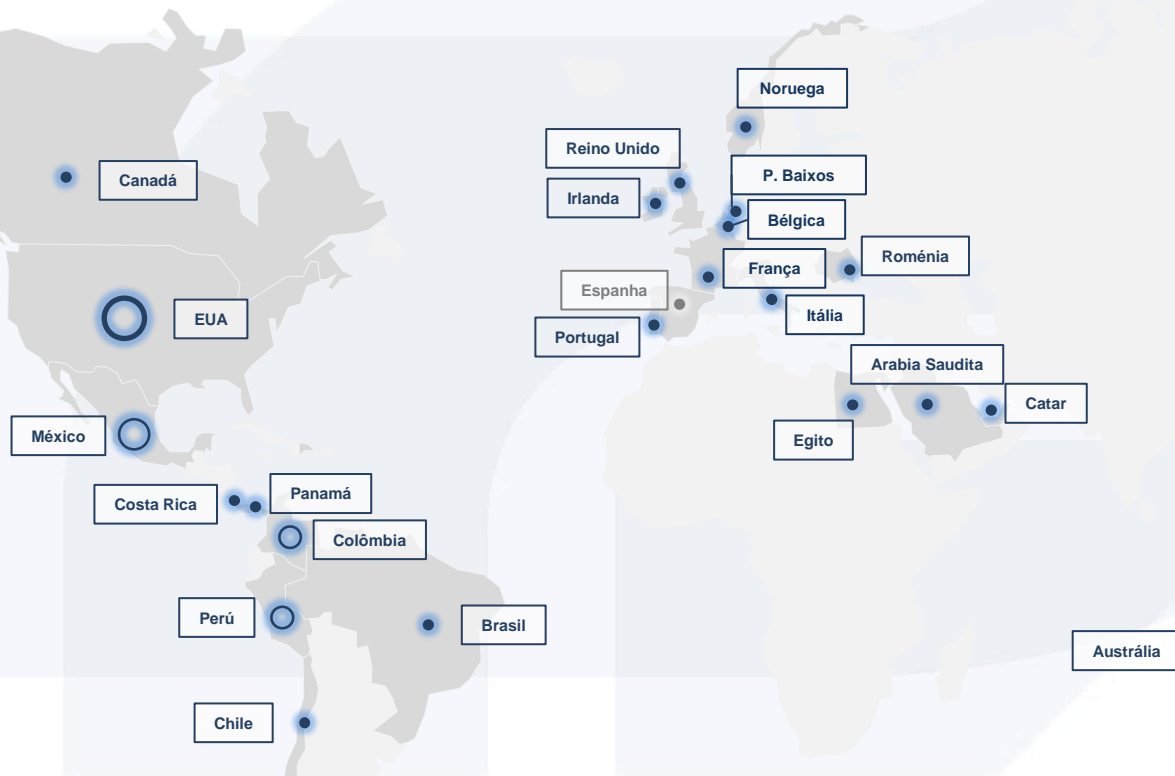 Noruega
Reino Unido
P. Baixos
Canadá
Irlanda
Bélgica
Roménia
França
Espanha
EUA
Itália
Portugal
Arabia Saudita
Catar
México
Egito
Panamá
Costa Rica
Colômbia
Perú
Brasil
Austrália
Chile